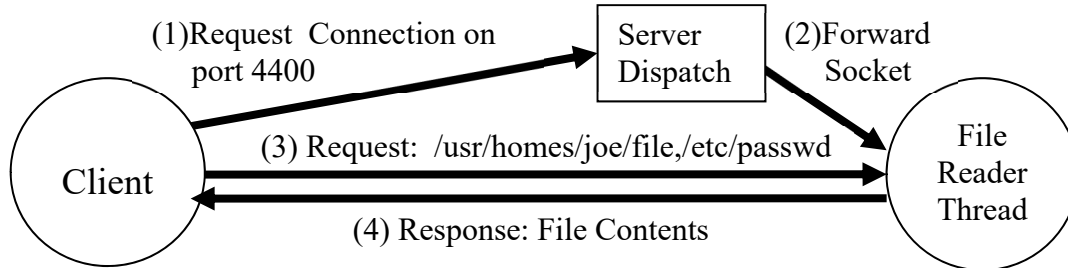 (1)Request Connection on
port 4400
Server
Dispatch
(2)Forward
Socket
Client
(3) Request: /usr/homes/joe/file,/etc/passwd
File
Reader
Thread
(4) Response: File Contents